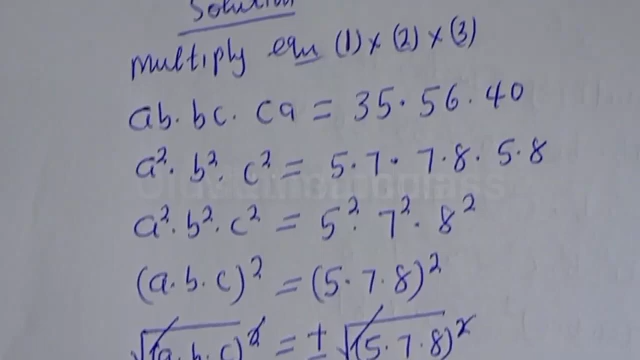 Solution
multiply equ (1) × (2) × (3)
ab·bc·ca = 35·56·40
a²·b²·c² = 5·7·7·8·5·8
a²·b²·c² = 5²·7²·8²
(a·b·c)² = (5·7·8)²
√(a·b·c)² = ±√(5·7·8)²